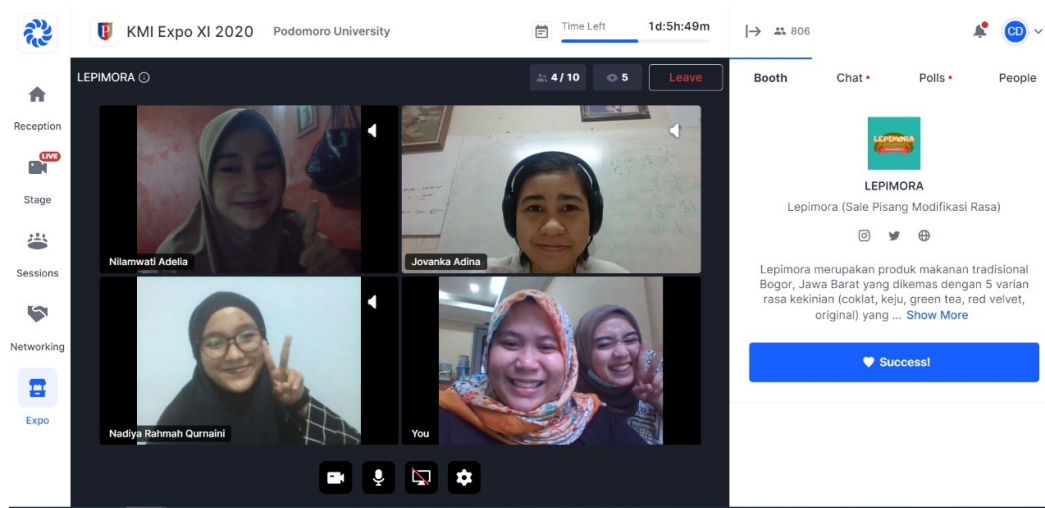 KMI Expo XI 2020
Podomoro University
Time Left
1d:5h:49m
806
CD
Reception
LIVE
Stage
Sessions
Networking
Expo
LEPIMORA
4 / 10
5
Leave
Nilamwati Adelia
Jovanka Adina
Nadiya Rahmah Qurnaini
You
Booth
Chat
Polls
People
LEPIMORA
LEPIMORA
Lepimora (Sale Pisang Modifikasi Rasa)
Lepimora merupakan produk makanan tradisional
Bogor, Jawa Barat yang dikemas dengan 5 varian
rasa kekinian (coklat, keju, green tea, red velvet,
original) yang ... Show More
Success!